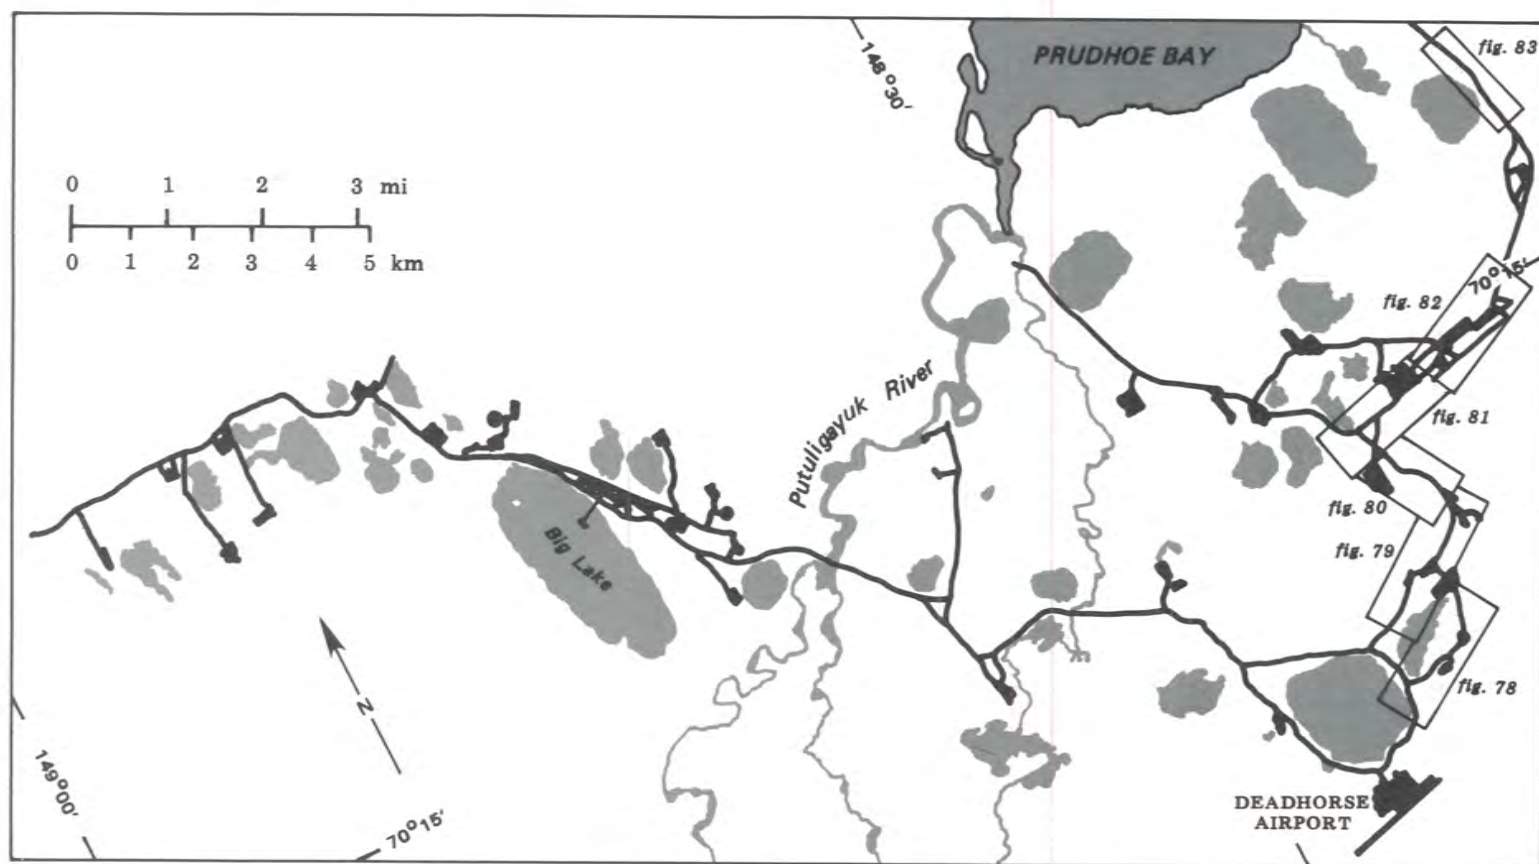 148°30'
PRUDHOE BAY
fig. 83
0 1 2 3 mi
0 1 2 3 4 5 km
70°15'
fig. 82
fig. 81
Putuligayuk River
fig. 80
fig. 79
Big Lake
fig. 78
N
149°00'
70°15'
DEADHORSE
AIRPORT